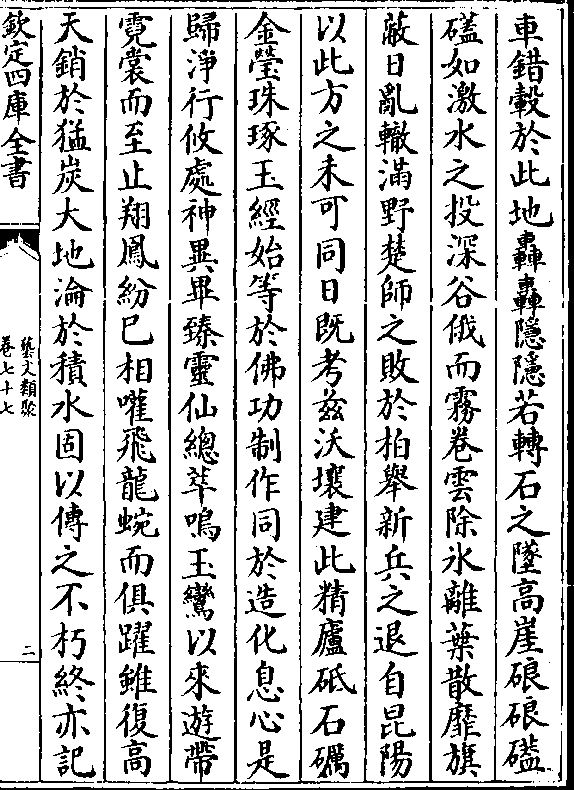 車錯轂於此地轟轟隱隱若轉石之墜高崖硠硠磕
礚如激水之投深谷俄而霧卷雲除氷離葉散靡旗
蔽日亂轍滿野楚師之敗於柏舉新兵之退自昆陽
以此方之未可同日既考茲沃壤建此精廬砥石礪
金瑩珠琢玉經始等於佛功制作同於造化息心是
歸淨行攸處神異畢臻靈仙總萃鳴玉鸞以來遊帶
霓裳而至止翔鳳紛已相嚾飛龍蜿而俱躍雖復高
天銷於猛炭大地淪於積水固以傳之不朽終亦記
欽定四庫全書
藝文類聚
卷七十七
二